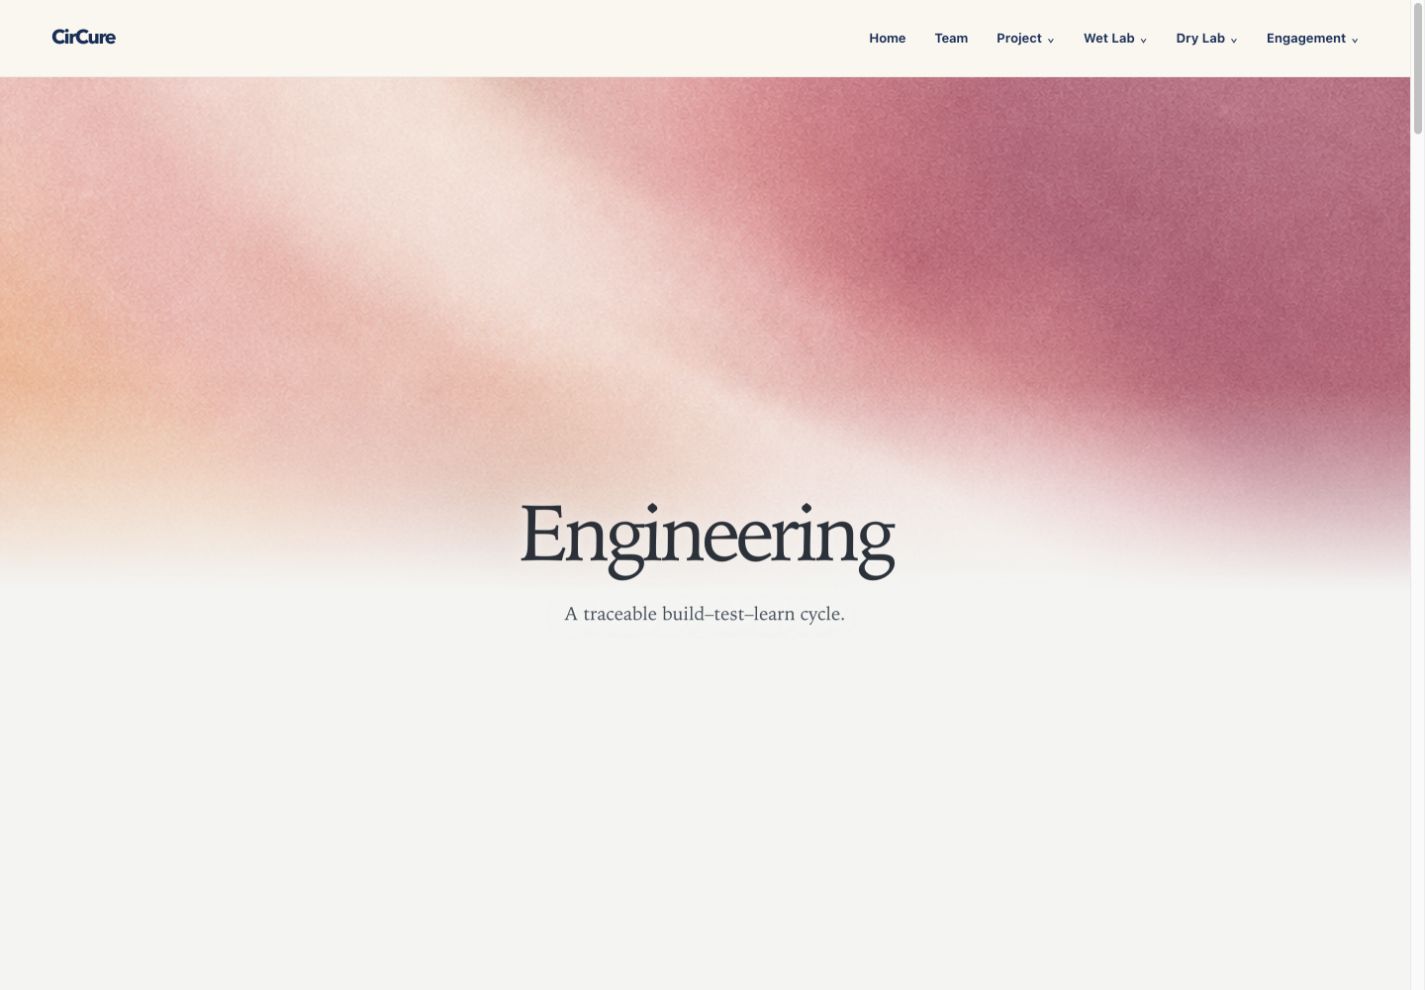 CirCure
Home Team Project Wet Lab Dry Lab Engagement
Engineering
A traceable build–test–learn cycle.